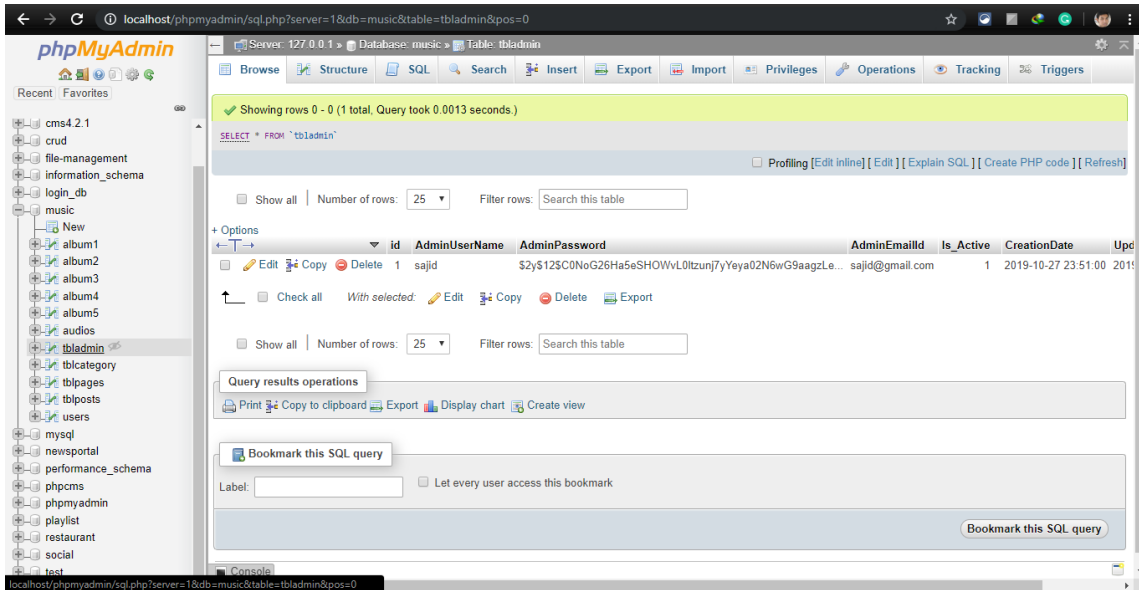 localhost/phpmyadmin/sql.php?server=1&db=music&table=tbladmin&pos=0
phpMyAdmin
Recent Favorites
cms4.2.1
crud
file-management
information_schema
login_db
music
New
album1
album2
album3
album4
album5
audios
tbladmin
tblcategory
tblpages
tblposts
users
mysql
newsportal
performance_schema
phpcms
phpmyadmin
playlist
restaurant
social
test
localhost/phpmyadmin/sql.php?server=1&db=music&table=tbladmin&pos=0
Server: 127.0.0.1 » Database: music » Table: tbladmin
Browse Structure SQL Search Insert Export Import Privileges Operations Tracking Triggers
Showing rows 0 - 0 (1 total, Query took 0.0013 seconds.)
SELECT * FROM `tbladmin`
Profiling [Edit inline] [ Edit ] [ Explain SQL ] [ Create PHP code ] [ Refresh]
Show all Number of rows: 25 Filter rows: Search this table
+ Options
id AdminUserName AdminPassword AdminEmailId Is_Active CreationDate Upd
Edit Copy Delete 1 sajid $2y$12$C0NoG26Ha5eSHOWvL0ltzunj7yYeya02N6wG9aagzLe... sajid@gmail.com 1 2019-10-27 23:51:00 2019
Check all With selected: Edit Copy Delete Export
Show all Number of rows: 25 Filter rows: Search this table
Query results operations
Print Copy to clipboard Export Display chart Create view
Bookmark this SQL query
Label: Let every user access this bookmark
Bookmark this SQL query
Console